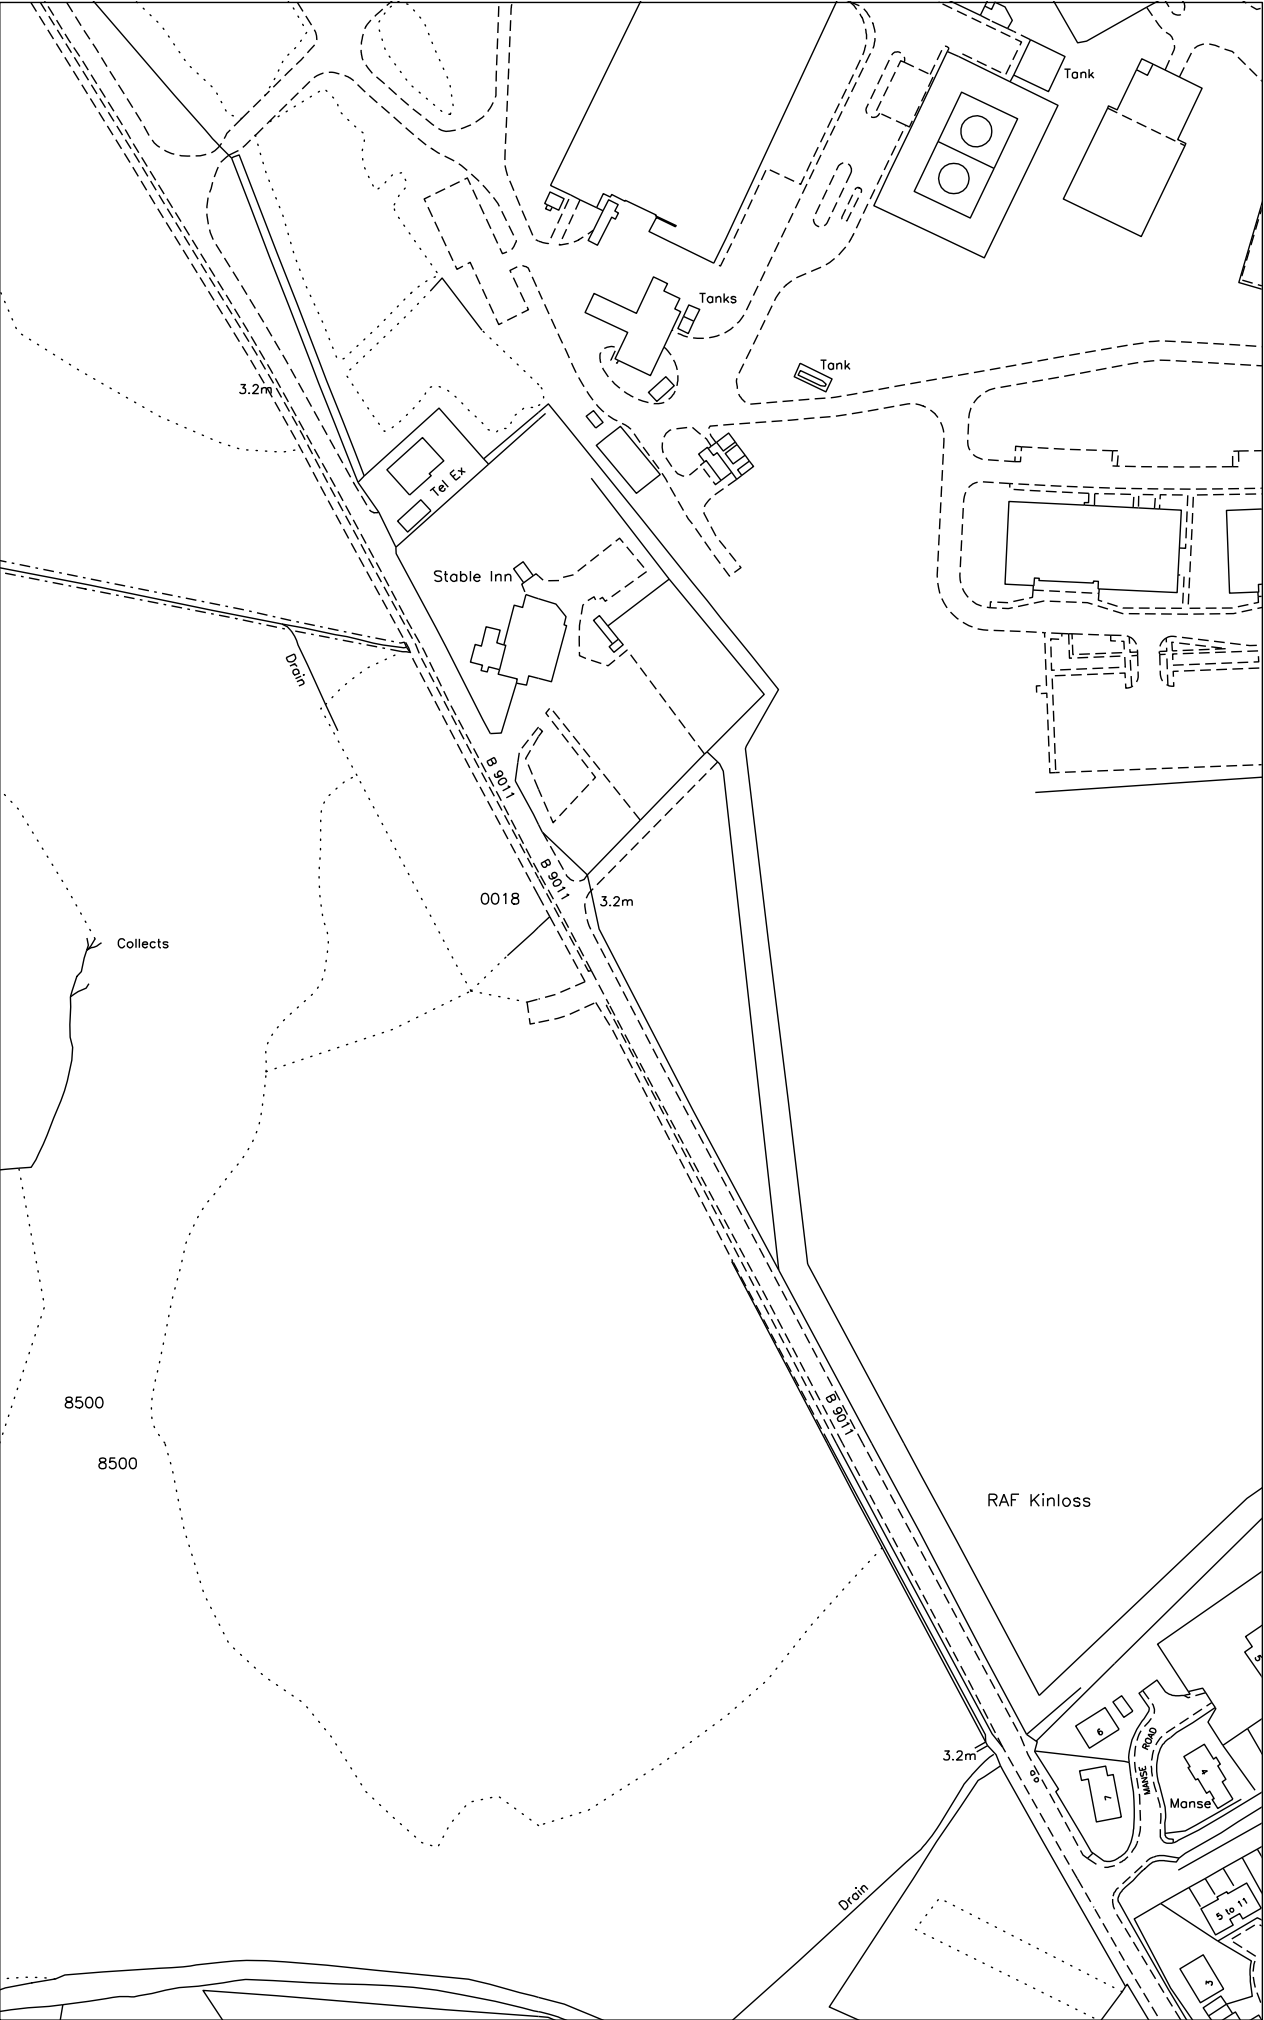 Tank
Tanks
Tank
3.2m
Tel Ex
Stable Inn
Drain
B 9011
B 9011
0018
3.2m
Collects
8500
B 9011
8500
RAF Kinloss
5
6
MANSE ROAD
3.2m
4
7
Manse
Drain
5 to 11
3